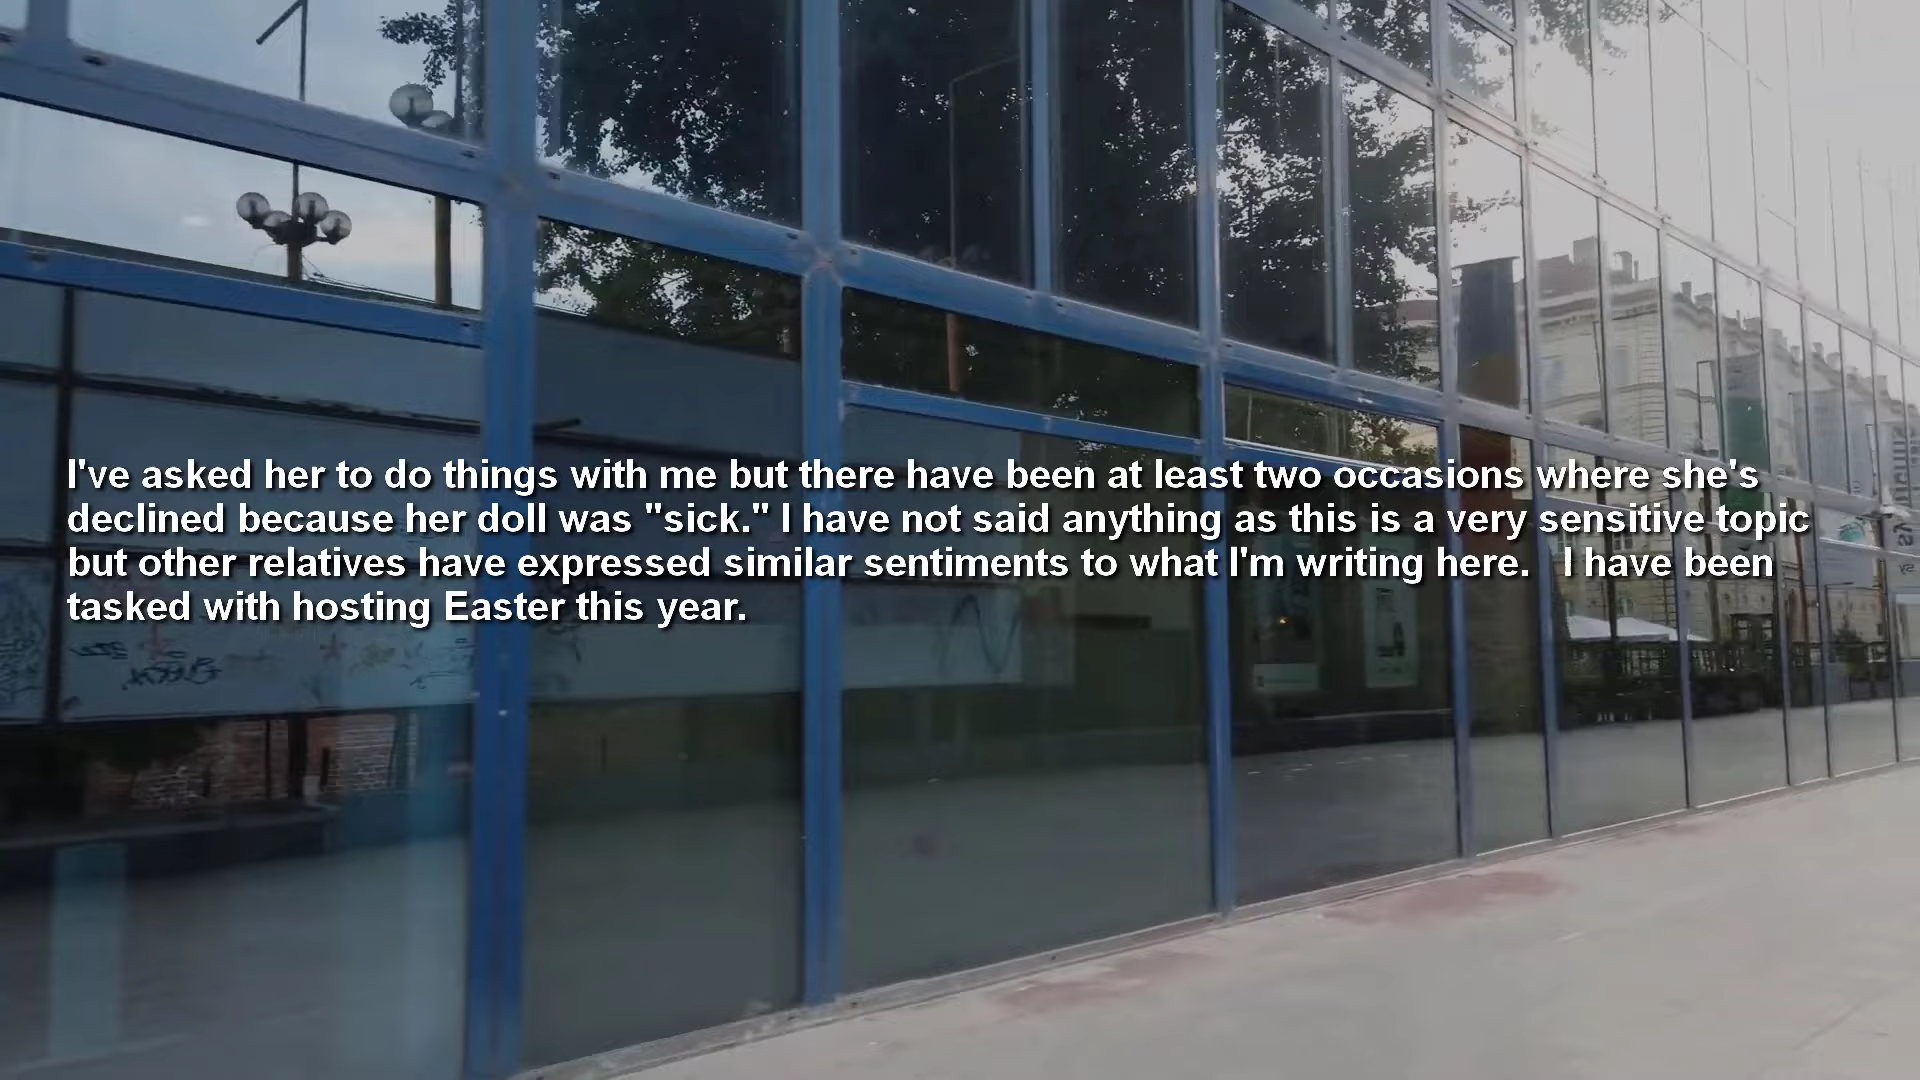 I've asked her to do things with me but there have been at least two occasions where she's
declined because her doll was "sick." I have not said anything as this is a very sensitive topic
but other relatives have expressed similar sentiments to what I'm writing here.   I have been
tasked with hosting Easter this year.